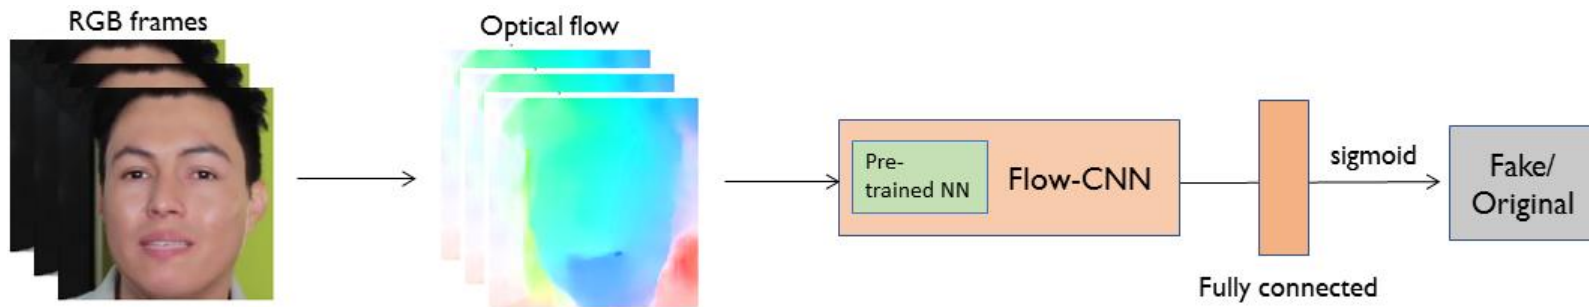 RGB frames
Optical flow
Pre-
trained NN
Flow-CNN
sigmoid
Fake/
Original
Fully connected